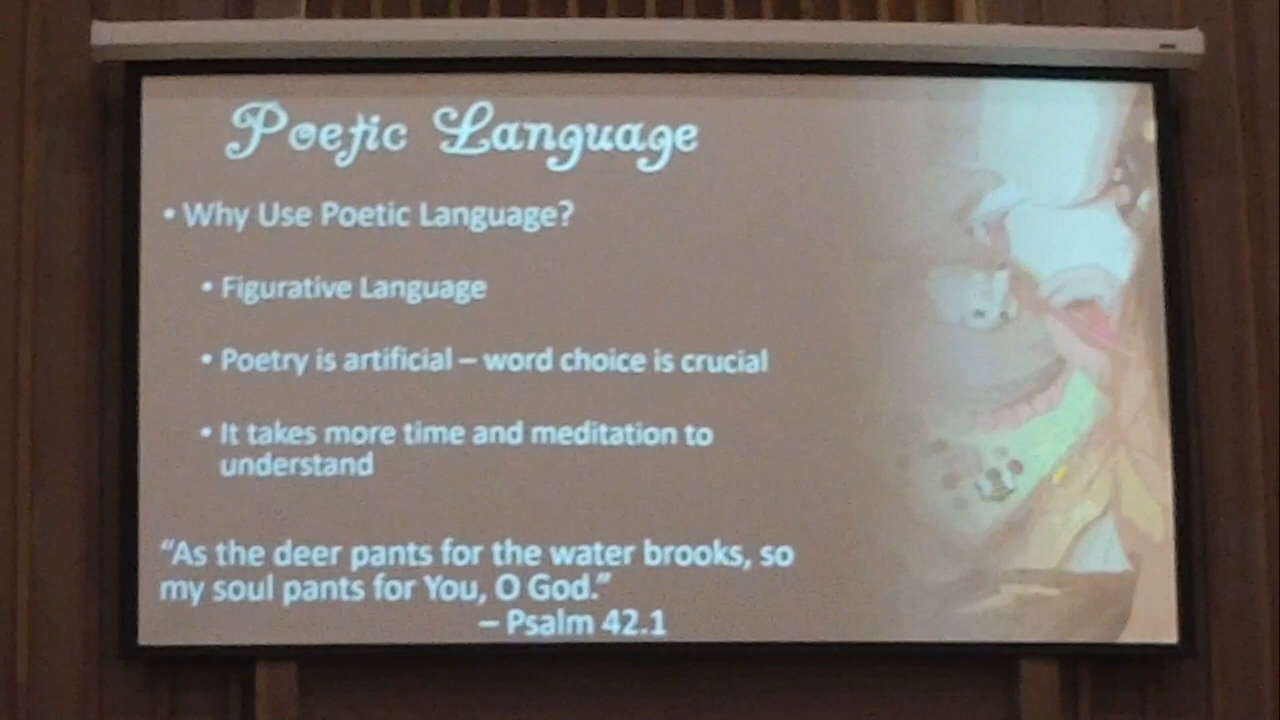 Poetic Language
• Why Use Poetic Language?
• Figurative Language
• Poetry is artificial – word choice is crucial
• It takes more time and meditation to
understand
“As the deer pants for the water brooks, so
my soul pants for You, O God.”
– Psalm 42.1